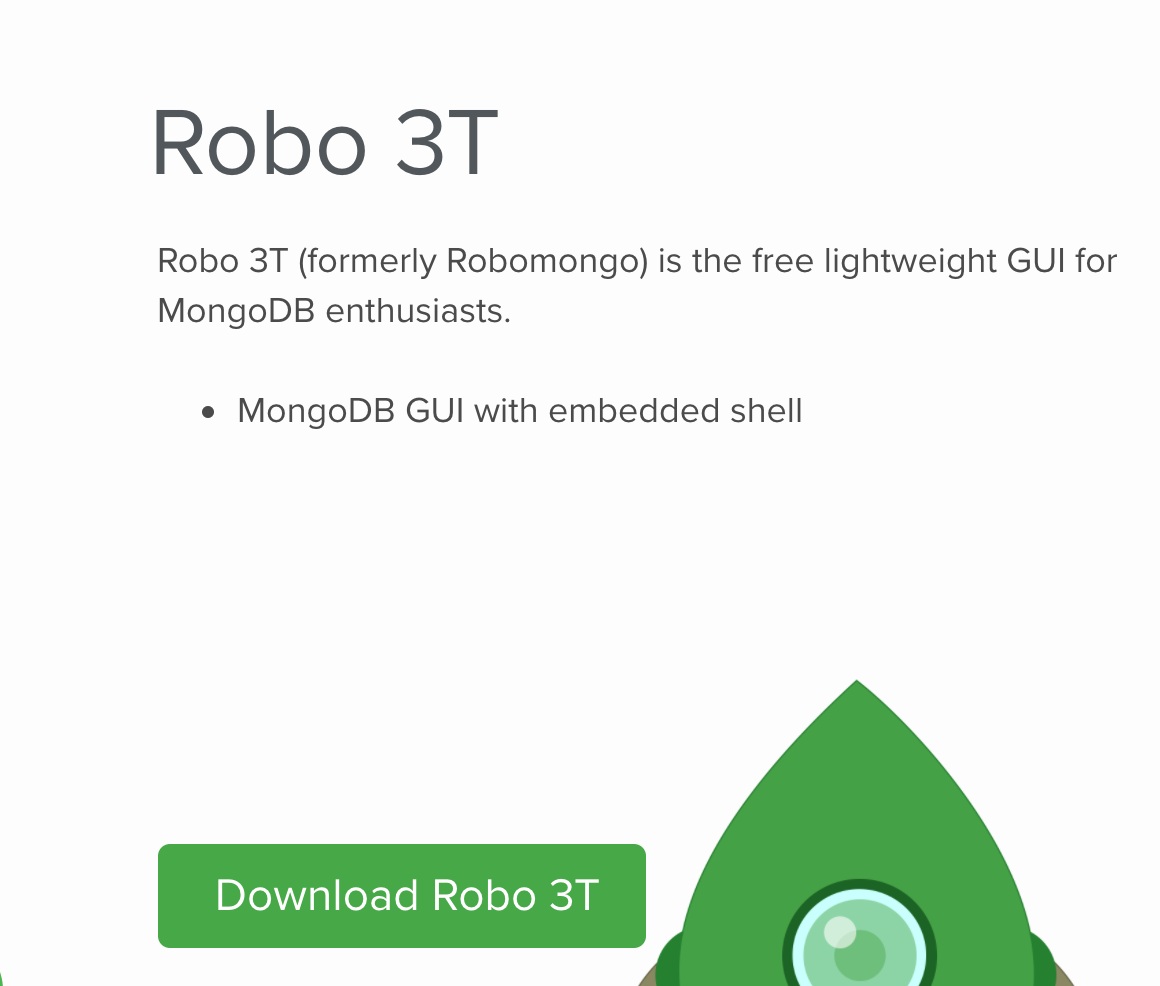 Robo 3T
Robo 3T (formerly Robomongo) is the free lightweight GUI for
MongoDB enthusiasts.
• MongoDB GUI with embedded shell
Download Robo 3T